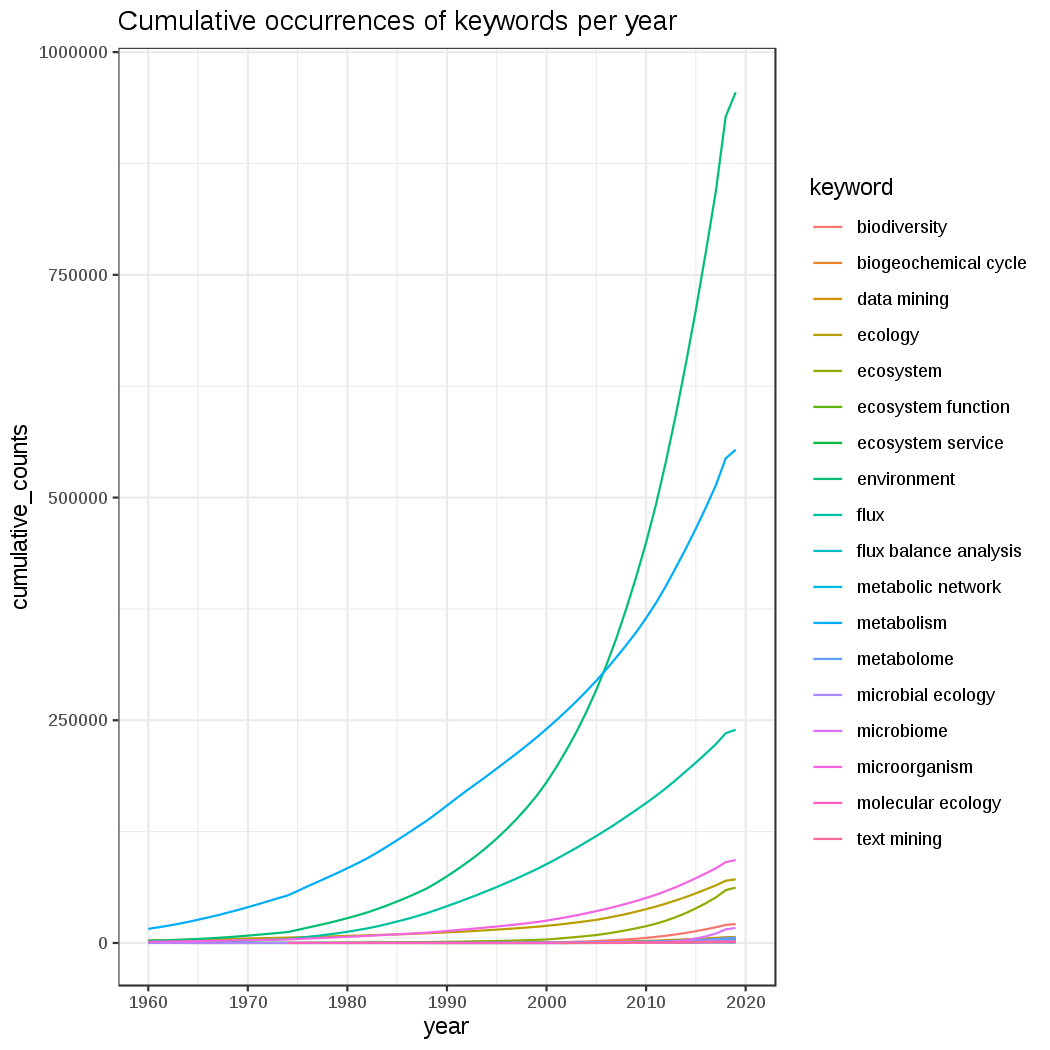 Cumulative occurrences of keywords per year
1000000
750000
500000
250000
0
cumulative_counts
1960 1970 1980 1990 2000 2010 2020
year
keyword
biodiversity
biogeochemical cycle
data mining
ecology
ecosystem
ecosystem function
ecosystem service
environment
flux
flux balance analysis
metabolic network
metabolism
metabolome
microbial ecology
microbiome
microorganism
molecular ecology
text mining